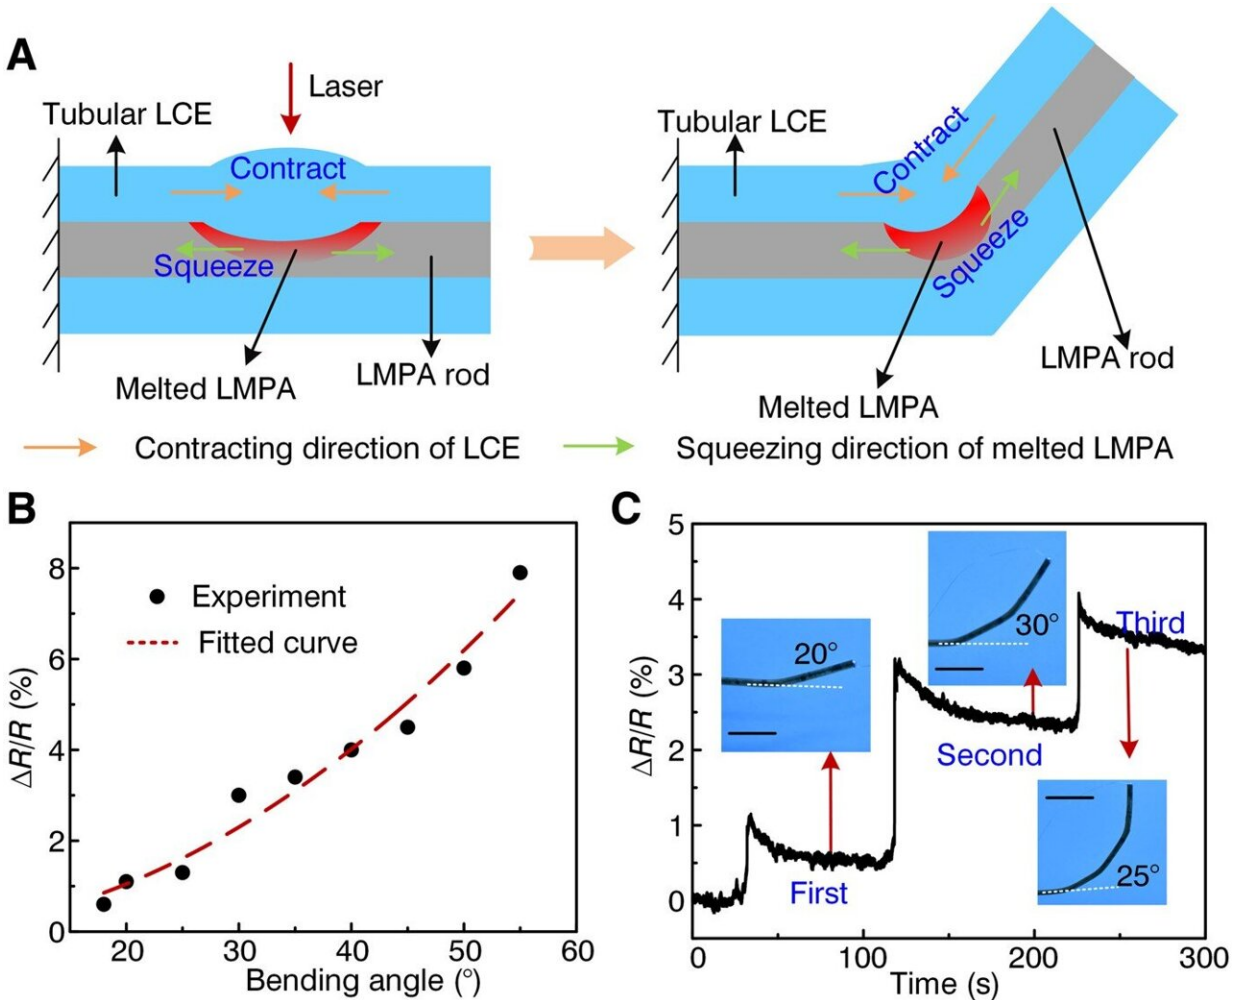 A
Laser
Tubular LCE
Contract
Squeeze
Melted LMPA
LMPA rod
Tubular LCE
Contract
Squeeze
LMPA rod
Melted LMPA
Contracting direction of LCE
Squeezing direction of melted LMPA
B
8
6
4
2
0
ΔR/R (%)
Experiment
Fitted curve
20 30 40 50 60
Bending angle (°)
C
5
4
3
2
1
0
ΔR/R (%)
20°
30°
25°
First
Second
Third
0 100 200 300
Time (s)